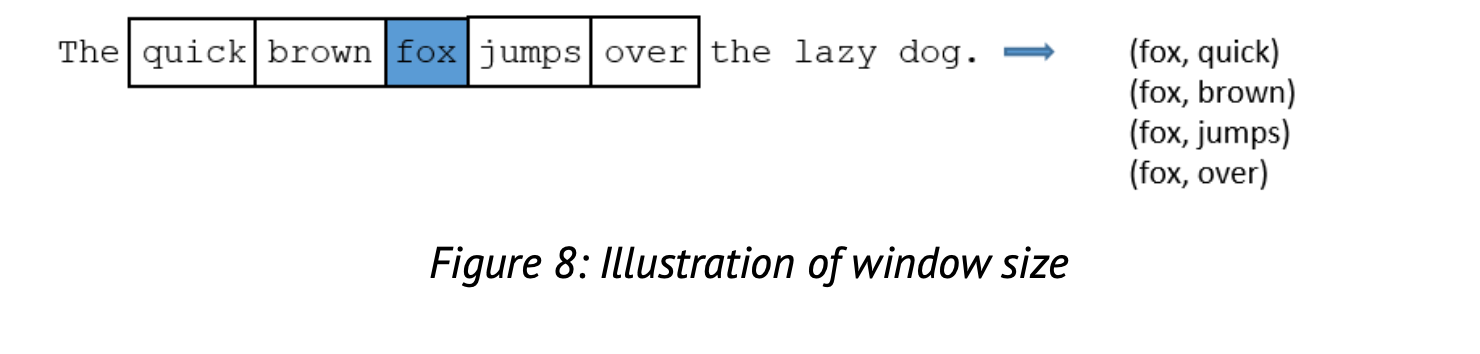 The quick brown fox jumps over the lazy dog.
(fox, quick)
(fox, brown)
(fox, jumps)
(fox, over)
Figure 8: Illustration of window size